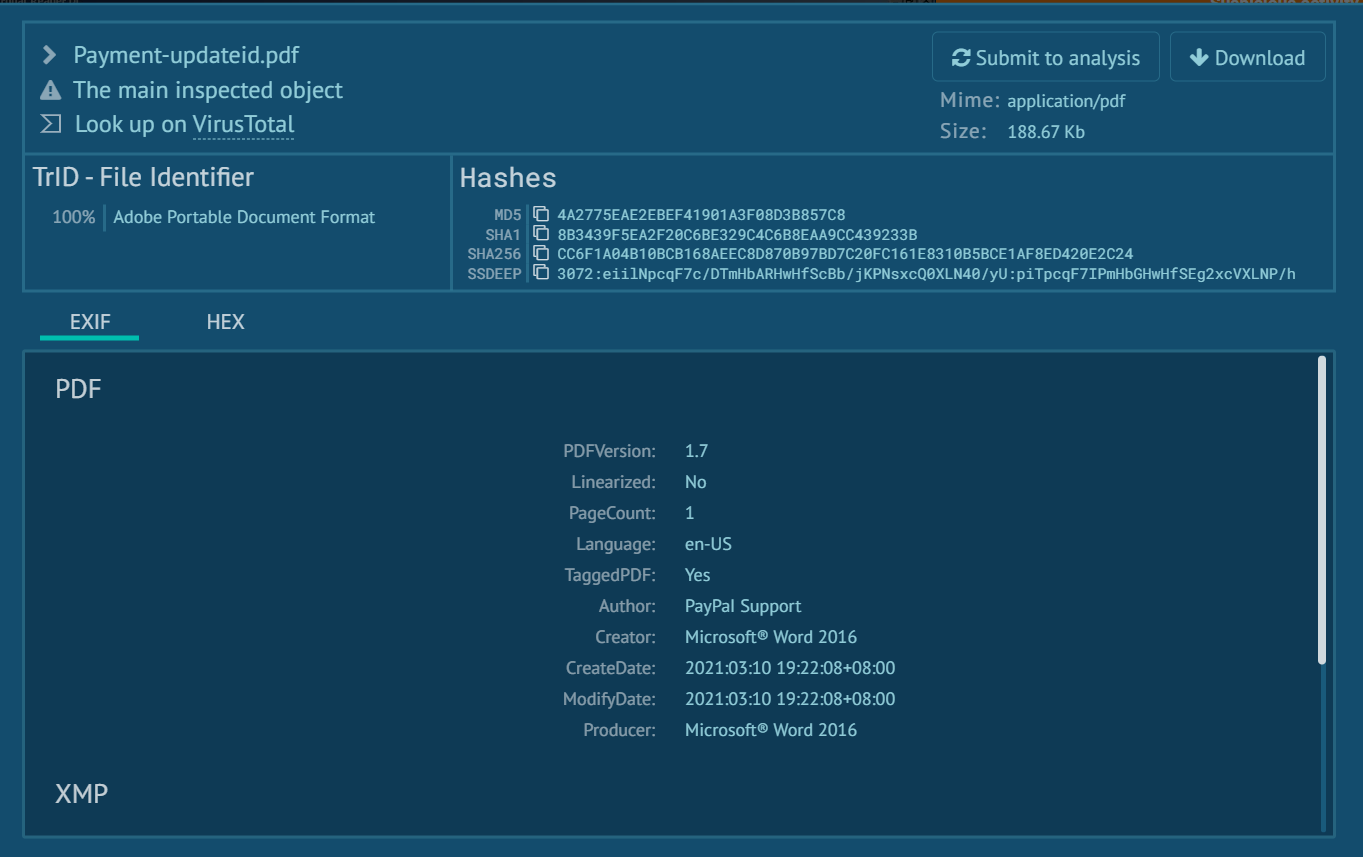 Payment-updateid.pdf
The main inspected object
Look up on VirusTotal
Submit to analysis
Download
Mime: application/pdf
Size: 188.67 Kb
TrID - File Identifier
100% Adobe Portable Document Format
Hashes
MD5 4A2775EAE2EBEF41901A3F08D3B857C8
SHA1 8B3439F5EA2F20C6BE329C4C6B8EAA9CC439233B
SHA256 CC6F1A04B10BCB168AEEC8D870B97BD7C20FC161E8310B5BCE1AF8ED420E2C24
SSDEEP 3072:eiilNpcqF7c/DTmHbARHwHfScBb/jKPNsxcQ0XLN40/yU:piTpcqF7IPmHbGHwHfSEg2xcVXLNP/h
EXIF
HEX
PDF
PDFVersion: 1.7
Linearized: No
PageCount: 1
Language: en-US
TaggedPDF: Yes
Author: PayPal Support
Creator: Microsoft® Word 2016
CreateDate: 2021:03:10 19:22:08+08:00
ModifyDate: 2021:03:10 19:22:08+08:00
Producer: Microsoft® Word 2016
XMP